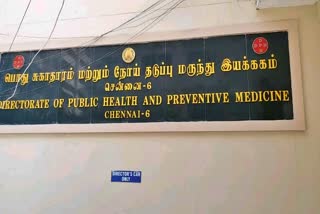 பொது சுகாதாரம் மற்றும் நோய் தடுப்பு மருந்து இயக்ககம்
சென்னை-6
DIRECTORATE OF PUBLIC HEALTH AND PREVENTIVE MEDICINE
CHENNAI-6
DIRECTOR'S CAR
ONLY